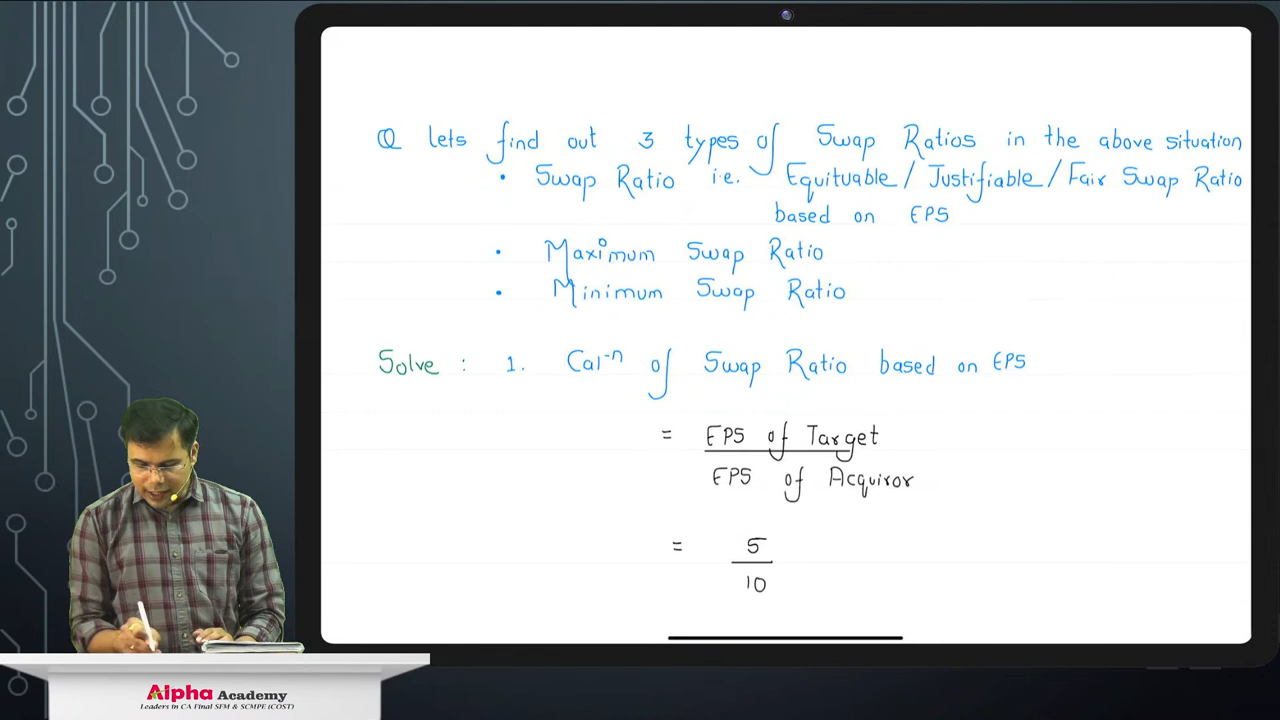 Q lets find out 3 types of Swap Ratios in the above situation
• Swap Ratio i.e. Equituable/Justifiable/Fair Swap Ratio
based on EPS
• Maximum Swap Ratio
• Minimum Swap Ratio
Solve : 1. Cal-n of Swap Ratio based on EPS
= EPS of Target
EPS of Acquiror
= 5
10
Alpha Academy
Leaders in CA Final SFM & SCMPE (COST)